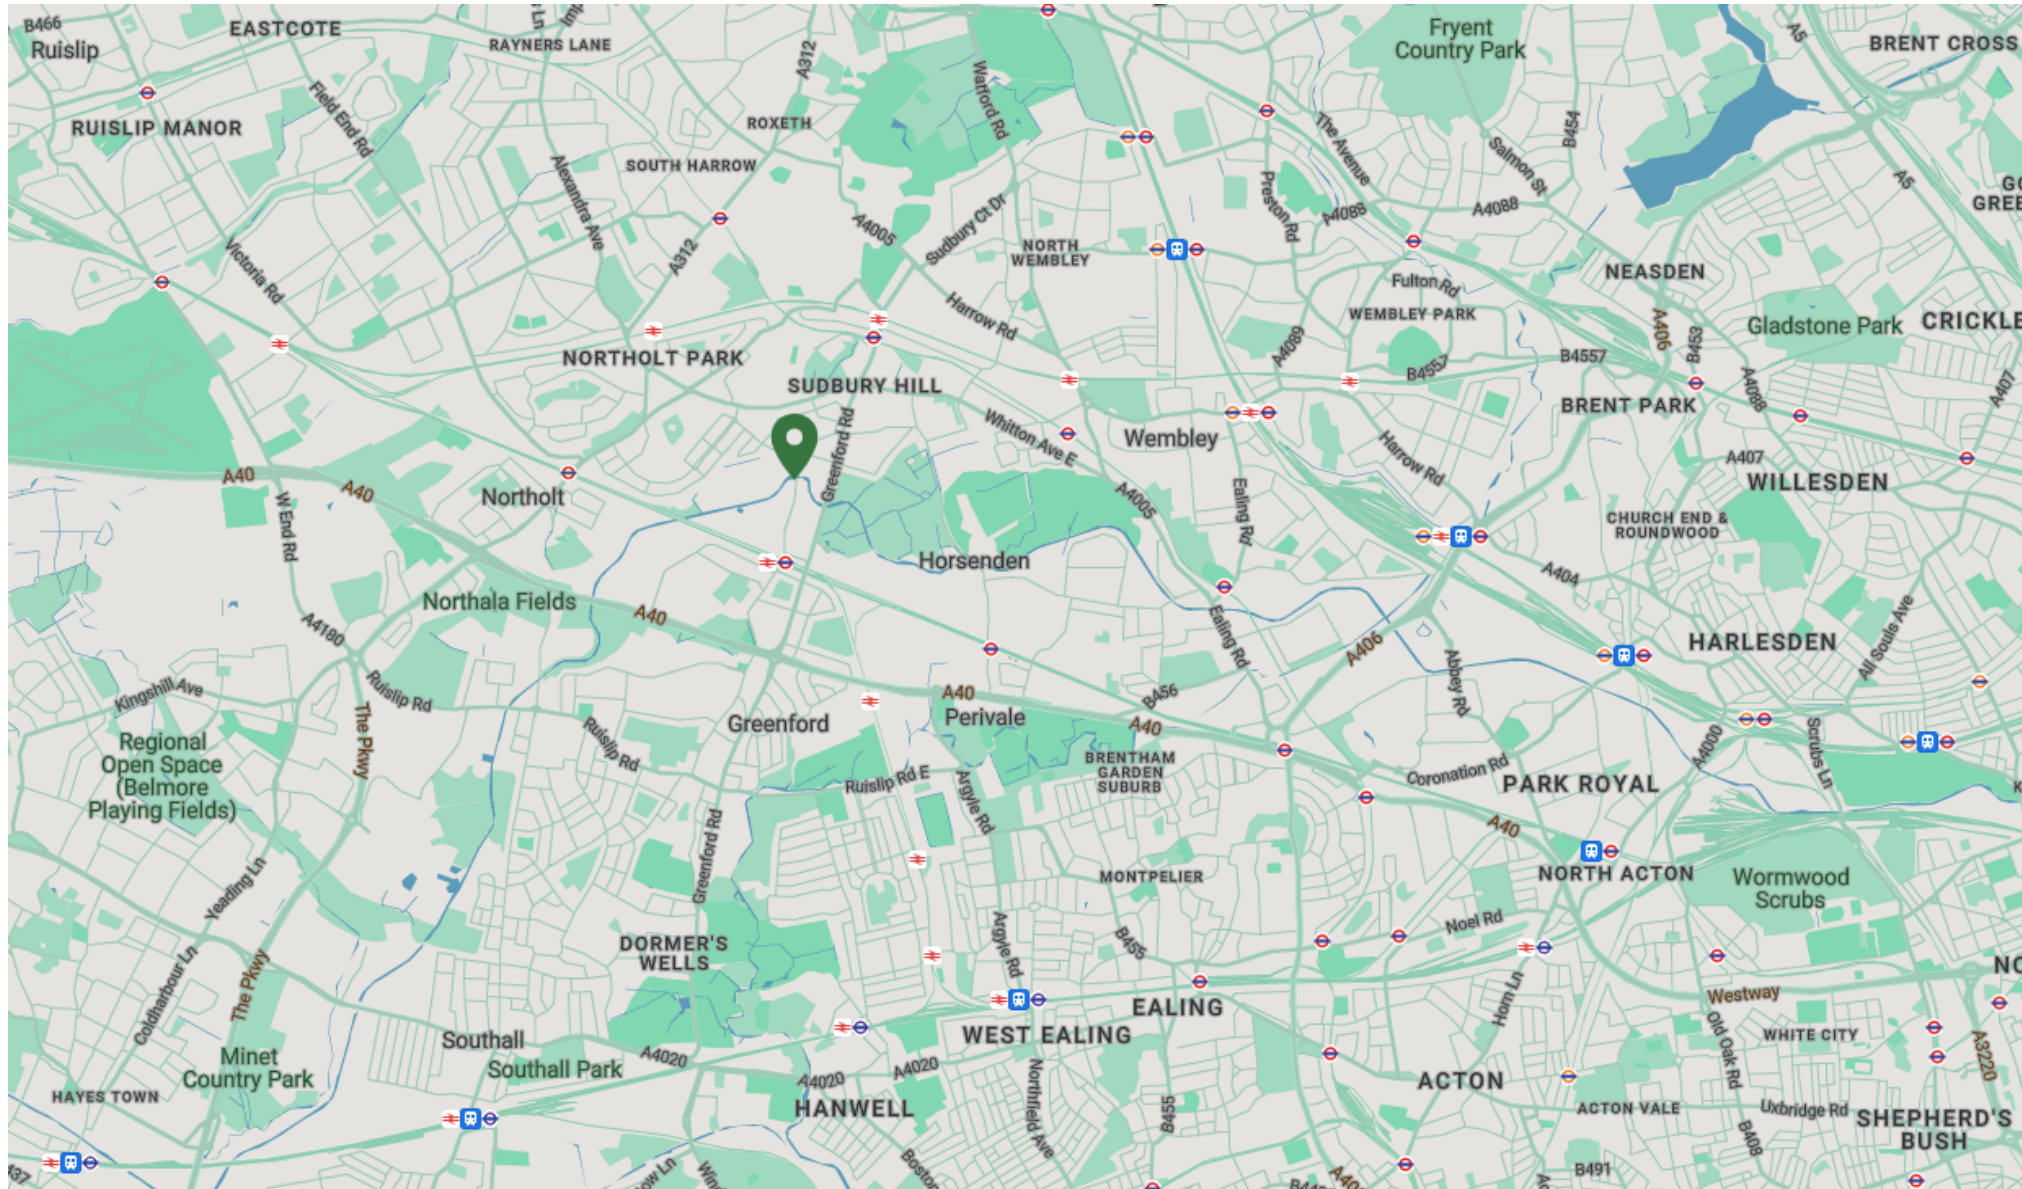 B466
Ruislip
EASTCOTE
RAYNERS LANE
A312
Watford Rd
Fryent
Country Park
A5
BRENT CROSS
RUISLIP MANOR
Field End Rd
ROXETH
SOUTH HARROW
Alexandra Ave
The Avenue
Salmon St
B454
A5
Preston Rd
A4088
A4088
Victoria Rd
A312
A4005
Sudbury Ct Dr
NORTH
WEMBLEY
Fulton Rd
NEASDEN
Harrow Rd
WEMBLEY PARK
A4089
A406
B453
Gladstone Park
CRICKLE
NORTHOLT PARK
SUDBURY HILL
B4557
B4557
A4088
A407
BRENT PARK
Greenford Rd
Whitton Ave E
Wembley
Harrow Rd
A407
WILLESDEN
A40
A40
Northolt
W End Rd
A4005
Ealing Rd
CHURCH END &
ROUNDWOOD
Horsenden
A404
Northala Fields
A40
A4180
Ealing Rd
A406
Abbey Rd
HARLESDEN
All Souls Ave
Kingshill Ave
Ruislip Rd
The Pkwy
Ruislip Rd
Greenford
A40
Perivale
A40
Regional
Open Space
(Belmore
Playing Fields)
BRENTHAM
GARDEN
SUBURB
Ruislip Rd E
Argyle Rd
Coronation Rd
PARK ROYAL
A4000
Scrubs Ln
A40
Greenford Rd
Yeading Ln
MONTPELIER
NORTH ACTON
Wormwood
Scrubs
Argyle Rd
B455
Noel Rd
DORMER'S
WELLS
Coldharbour Ln
The Pkwy
EALING
WEST EALING
Horn Ln
Westway
Old Oak Rd
WHITE CITY
A3220
Southall
Southall Park
A4020
A4020
A4020
Minet
Country Park
HAYES TOWN
HANWELL
Northfield Ave
B455
ACTON
ACTON VALE
Uxbridge Rd
B408
SHEPHERD'S
BUSH
B491